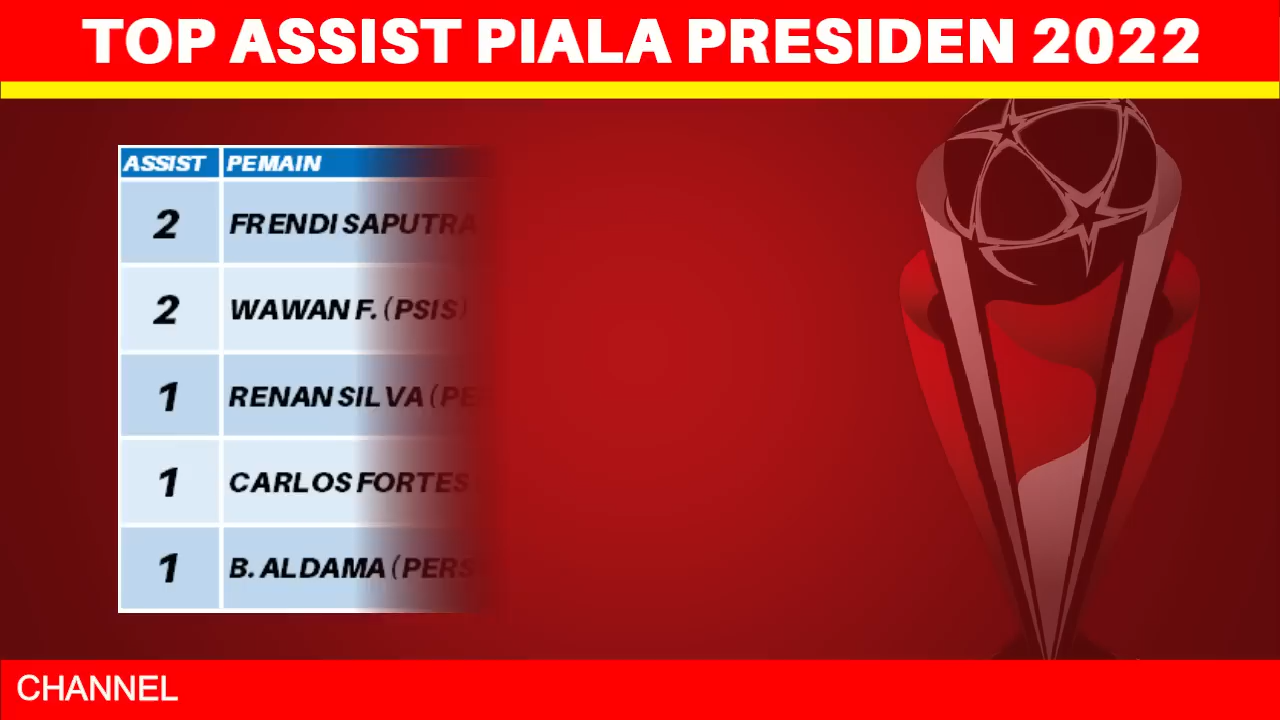 TOP ASSIST PIALA PRESIDEN 2022
ASSIST PEMAIN
2 FRENDI SAPUTRA
2 WAWAN F. (PSIS)
1 RENAN SILVA
1 CARLOS FORTES
1 B. ALDAMA
CHANNEL